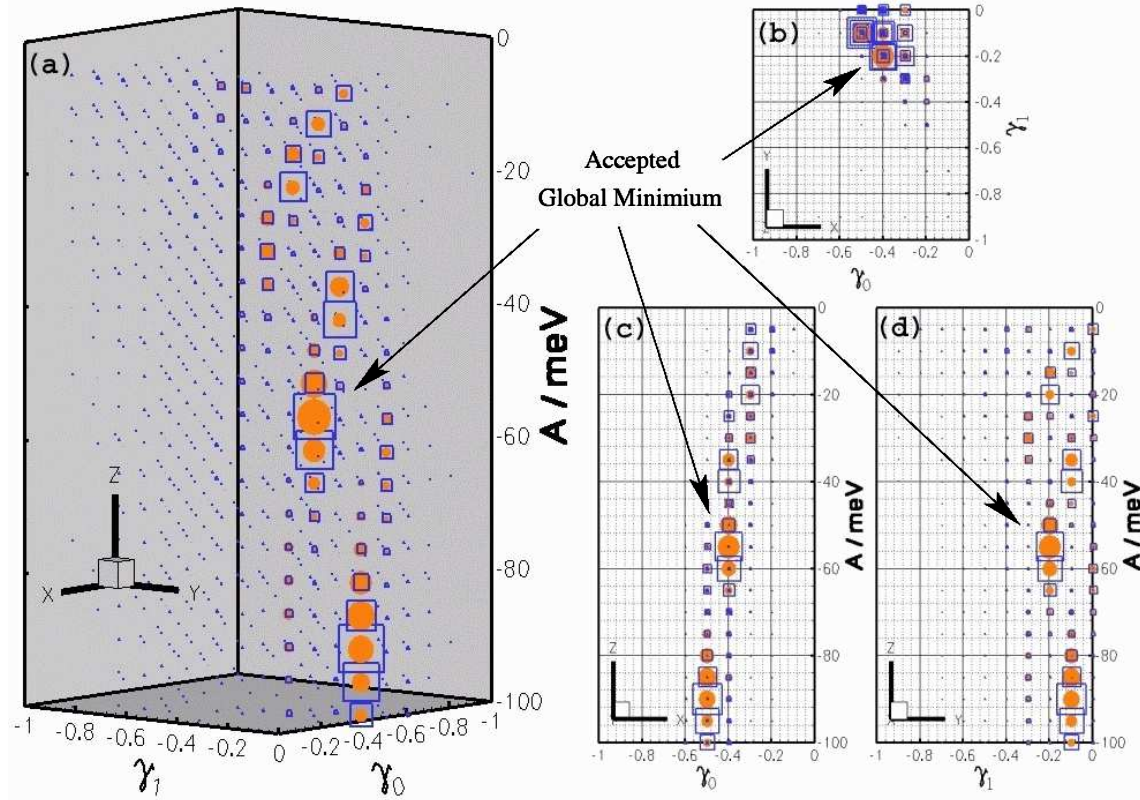 (a)
0
-20
-40
-60
-80
-100
A / meV
Z
X
Y
-1 -0.8 -0.6 -0.4 -0.2 0 -0.2 -0.4 -0.6 -0.8 -1
γ1
γ0
Accepted
Global Minimium
(b)
0
-0.2
-0.4
-0.6
-0.8
-1
γ1
Y
X
-1 -0.8 -0.6 -0.4 -0.2 0
γ0
(c)
0
-20
-40
-60
-80
-100
A / meV
Z
X
-1 -0.8 -0.6 -0.4 -0.2 0
γ0
(d)
0
-20
-40
-60
-80
-100
A / meV
Z
X
Y
-1 -0.8 -0.6 -0.4 -0.2 0
γ1